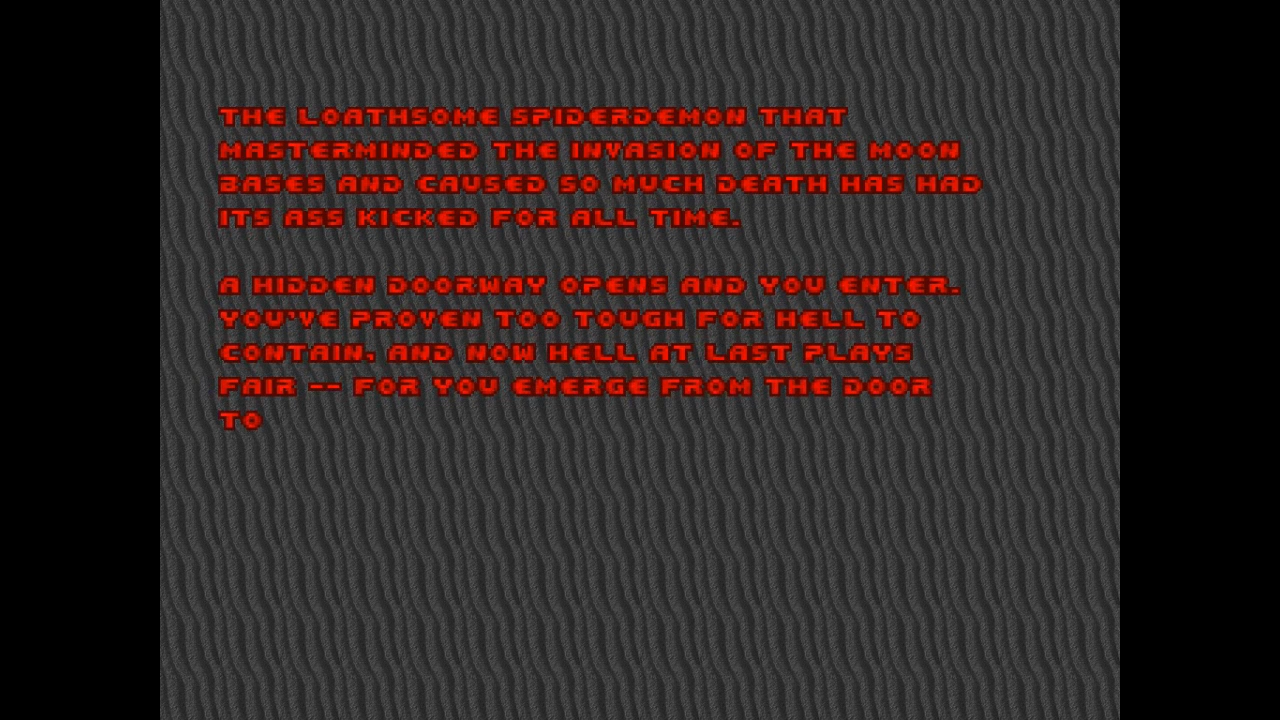 THE LOATHSOME SPIDERDEMON THAT
MASTERMINDED THE INVASION OF THE MOON
BASES AND CAUSED SO MUCH DEATH HAS HAD
ITS ASS KICKED FOR ALL TIME.
A HIDDEN DOORWAY OPENS AND YOU ENTER.
YOU'VE PROVEN TOO TOUGH FOR HELL TO
CONTAIN, AND NOW HELL AT LAST PLAYS
FAIR -- FOR YOU EMERGE FROM THE DOOR
TO